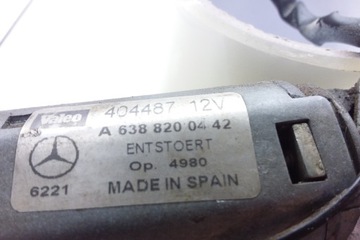 Valeo 404487 12V
A 638 820 04 42
ENTSTOERT
Op. 4980
6221 MADE IN SPAIN